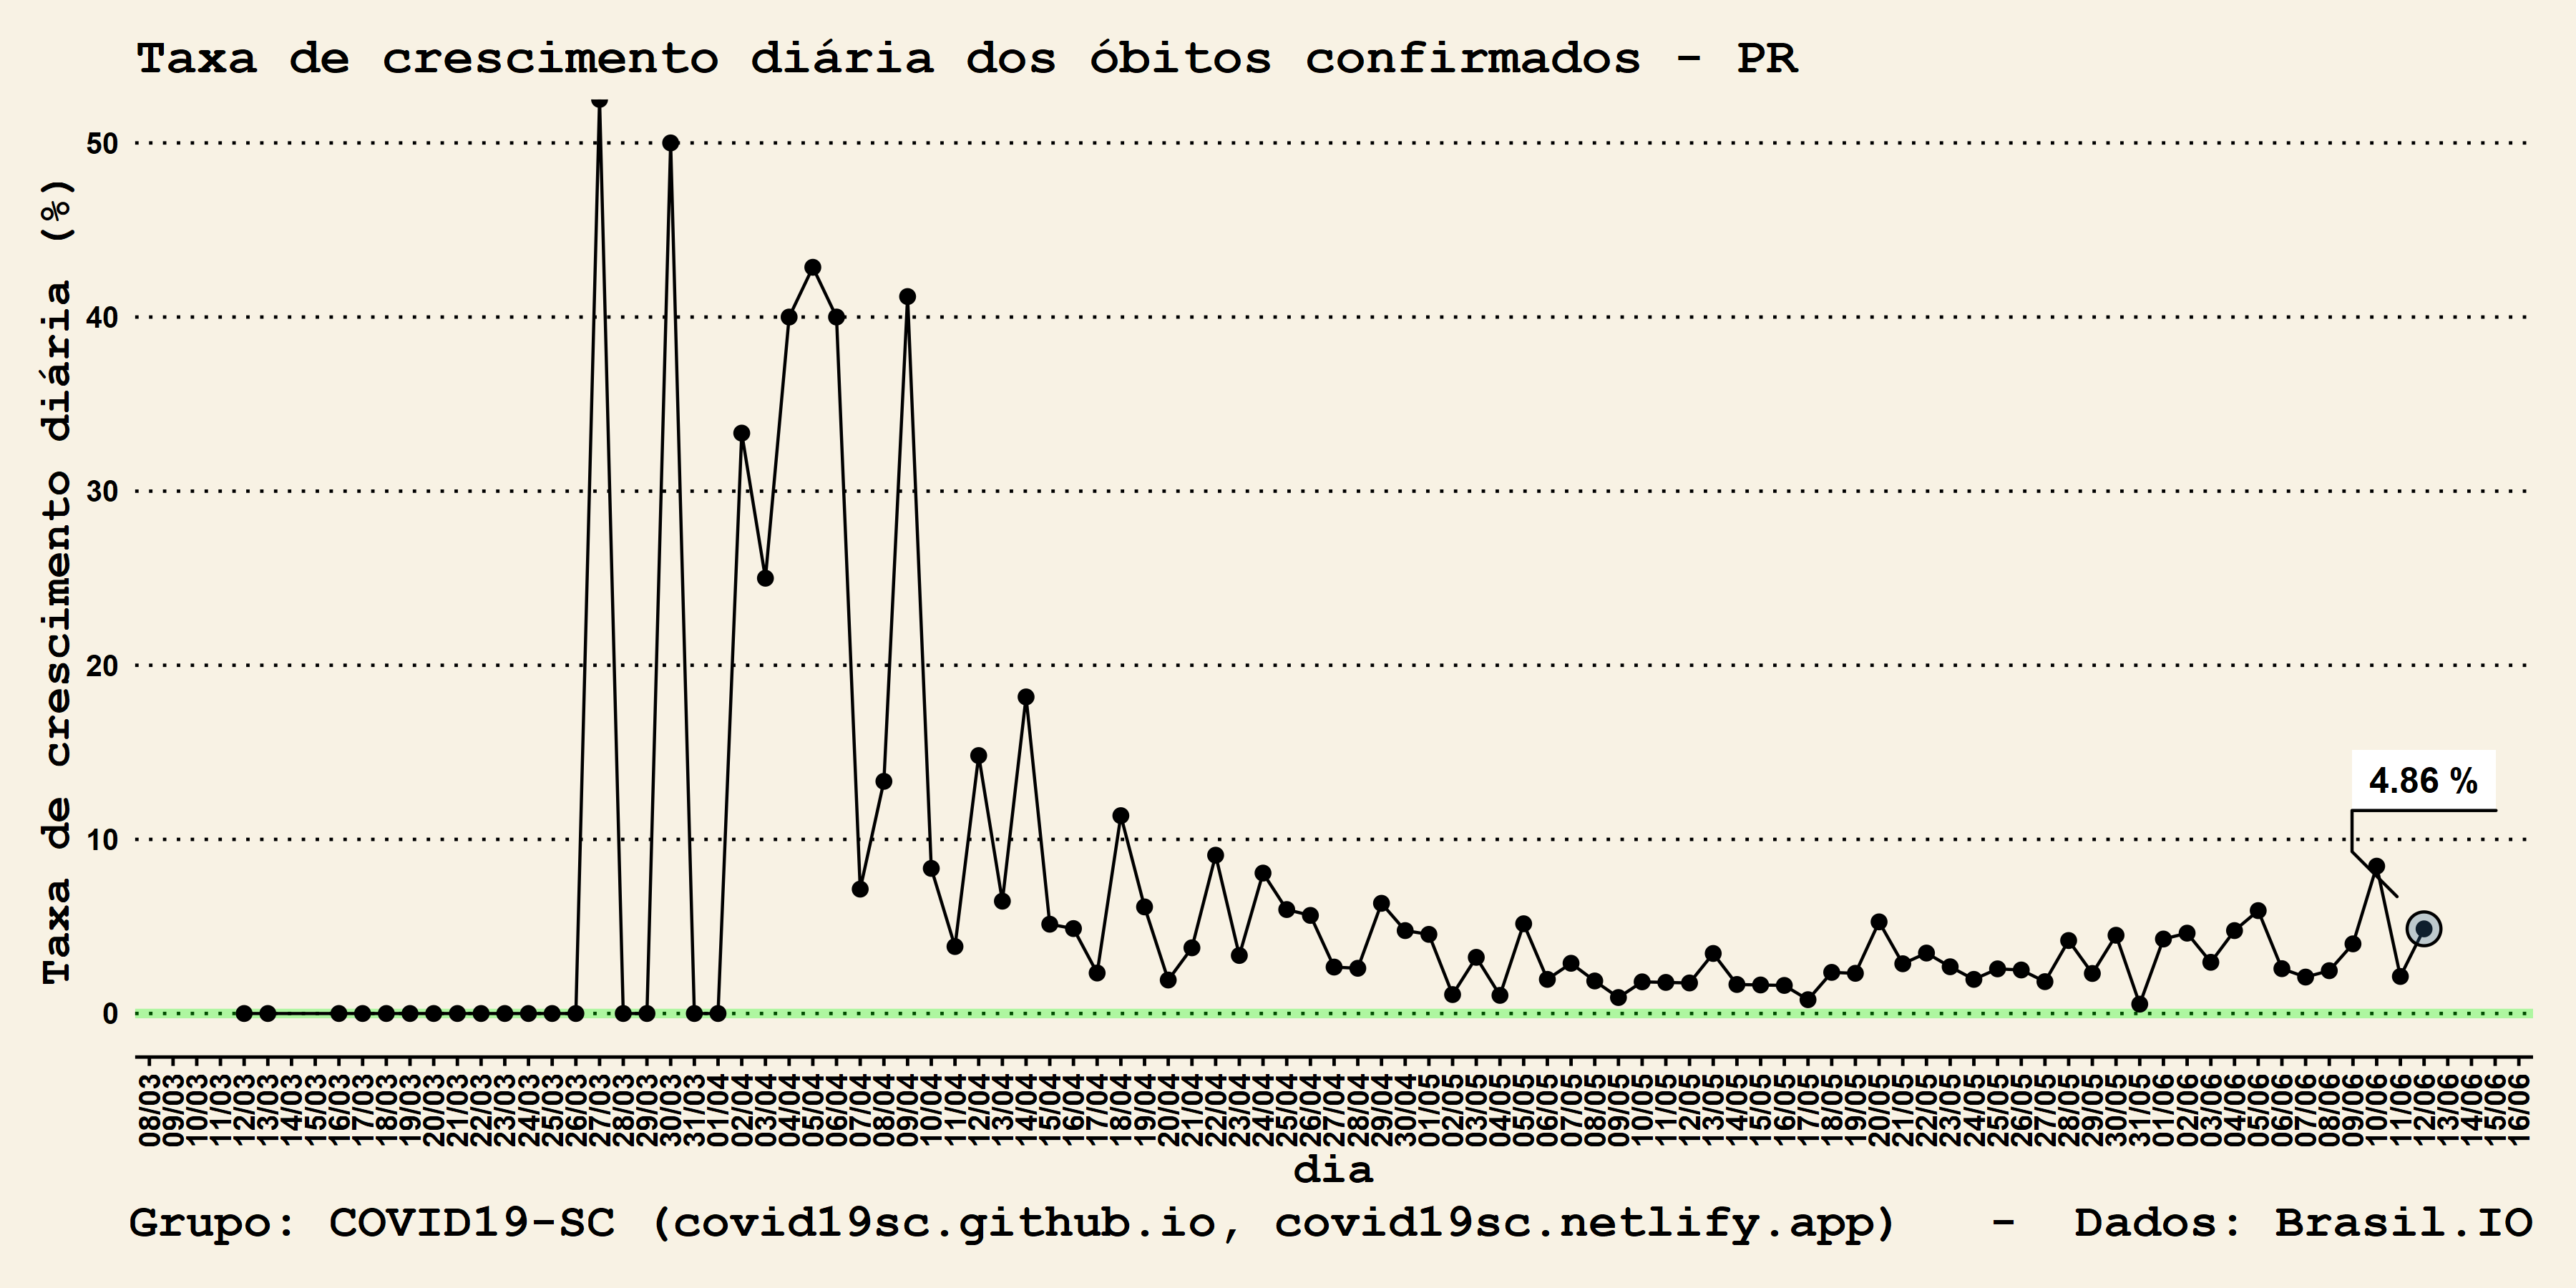 Taxa de crescimento diária dos óbitos confirmados - PR
Taxa de crescimento diária (%)
50
40
30
20
10
0
4.86 %
08/03 09/03 10/03 11/03 12/03 13/03 14/03 15/03 16/03 17/03 18/03 19/03 20/03 21/03 22/03 23/03 24/03 25/03 26/03 27/03 28/03 29/03 30/03 31/03 01/04 02/04 03/04 04/04 05/04 06/04 07/04 08/04 09/04 10/04 11/04 12/04 13/04 14/04 15/04 16/04 17/04 18/04 19/04 20/04 21/04 22/04 23/04 24/04 25/04 26/04 27/04 28/04 29/04 30/04 01/05 02/05 03/05 04/05 05/05 06/05 07/05 08/05 09/05 10/05 11/05 12/05 13/05 14/05 15/05 16/05 17/05 18/05 19/05 20/05 21/05 22/05 23/05 24/05 25/05 26/05 27/05 28/05 29/05 30/05 31/05 01/06 02/06 03/06 04/06 05/06 06/06 07/06 08/06 09/06 10/06 11/06 12/06 13/06 14/06 15/06 16/06
dia
Grupo: COVID19-SC (covid19sc.github.io, covid19sc.netlify.app) - Dados: Brasil.IO